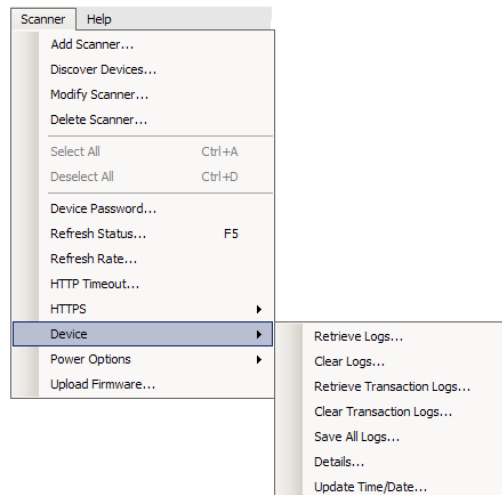 Scanner Help
Add Scanner...
Discover Devices...
Modify Scanner...
Delete Scanner...
Select All Ctrl+A
Deselect All Ctrl+D
Device Password...
Refresh Status... F5
Refresh Rate...
HTTP Timeout...
HTTPS
Device
Power Options
Upload Firmware...
Retrieve Logs...
Clear Logs...
Retrieve Transaction Logs...
Clear Transaction Logs...
Save All Logs...
Details...
Update Time/Date...